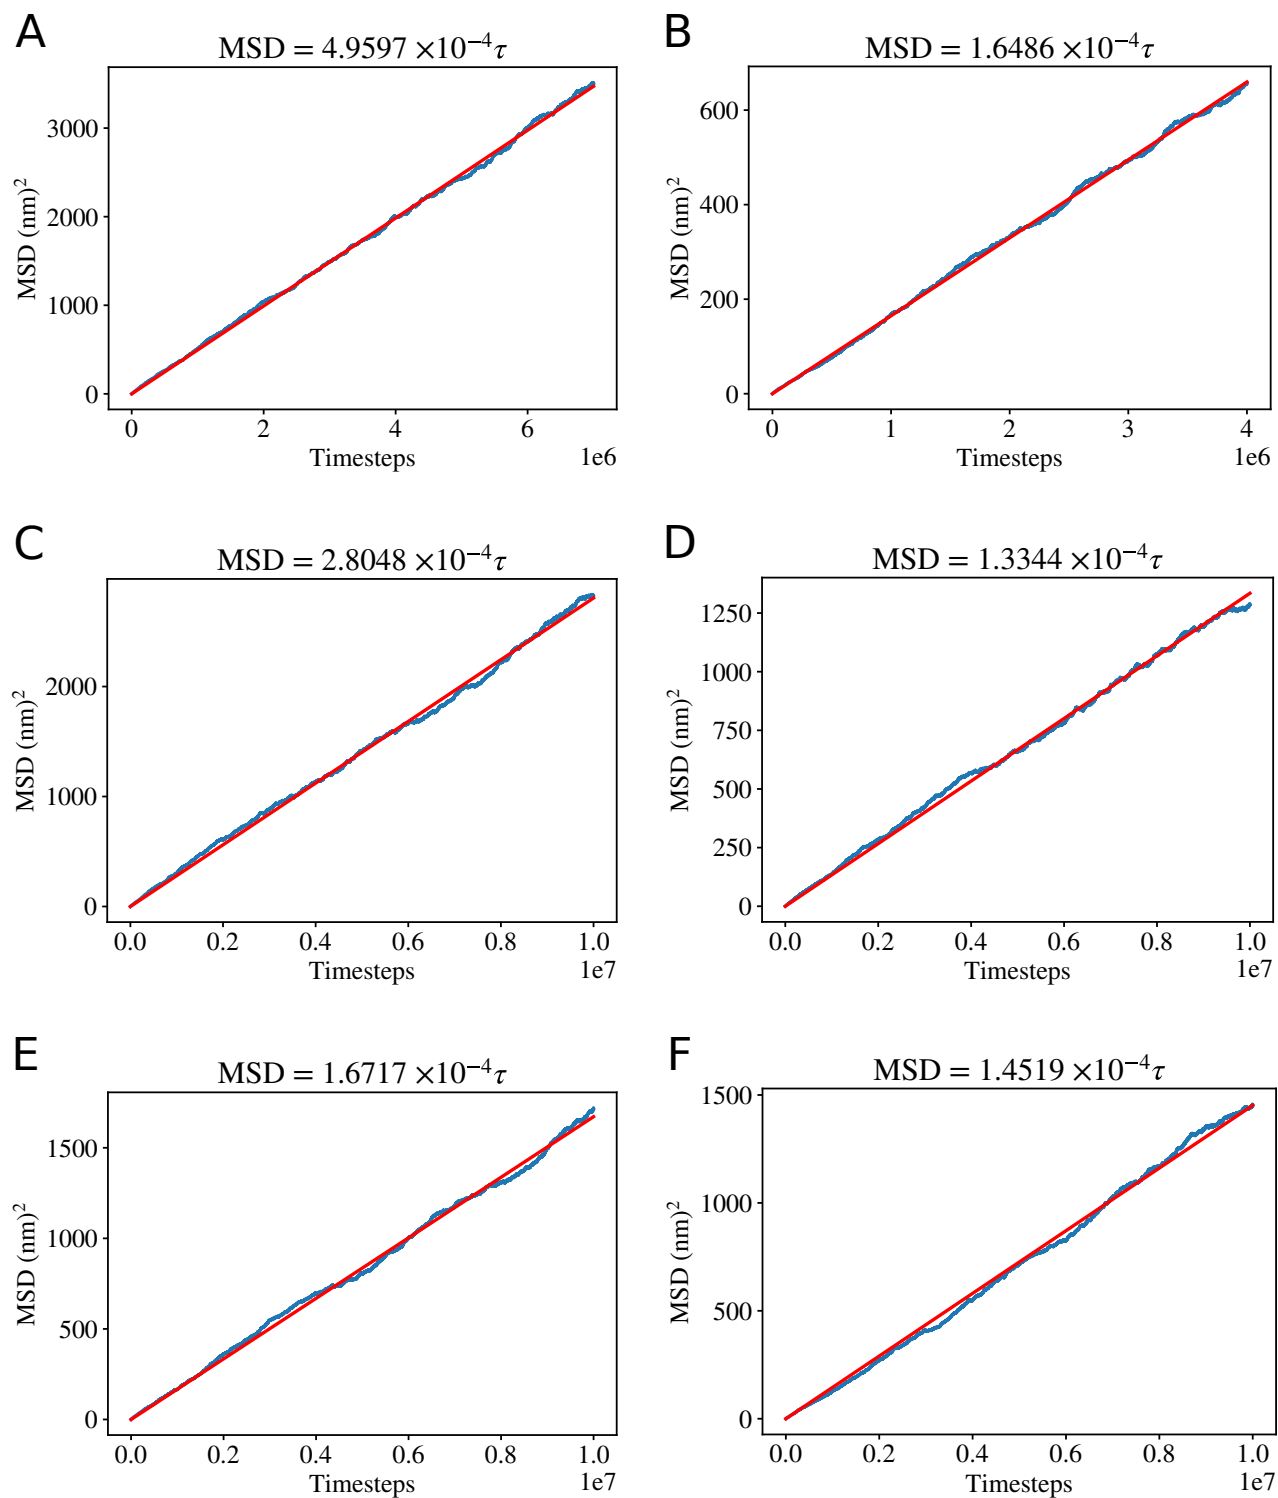 A
MSD = 4.9597 ×10⁻⁴τ
MSD (nm)²
3000
2000
1000
0
0 2 4 6
Timesteps 1e6
B
MSD = 1.6486 ×10⁻⁴τ
MSD (nm)²
600
400
200
0
0 1 2 3 4
Timesteps 1e6
C
MSD = 2.8048 ×10⁻⁴τ
MSD (nm)²
2000
1000
0
0.0 0.2 0.4 0.6 0.8 1.0
Timesteps 1e7
D
MSD = 1.3344 ×10⁻⁴τ
MSD (nm)²
1250
1000
750
500
250
0
0.0 0.2 0.4 0.6 0.8 1.0
Timesteps 1e7
E
MSD = 1.6717 ×10⁻⁴τ
MSD (nm)²
1500
1000
500
0
0.0 0.2 0.4 0.6 0.8 1.0
Timesteps 1e7
F
MSD = 1.4519 ×10⁻⁴τ
MSD (nm)²
1500
1000
500
0
0.0 0.2 0.4 0.6 0.8 1.0
Timesteps 1e7